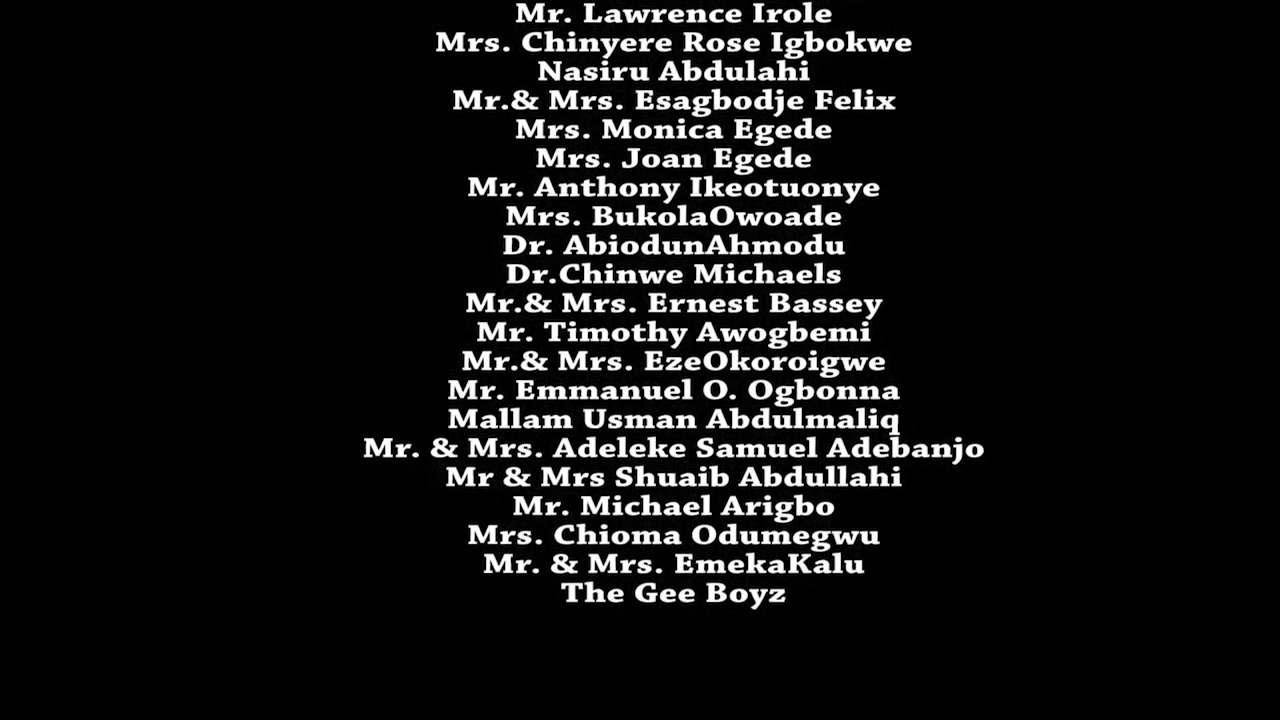 Mr. Lawrence Irole
Mrs. Chinyere Rose Igbokwe
Nasiru Abdulahi
Mr.& Mrs. Esagbodje Felix
Mrs. Monica Egede
Mrs. Joan Egede
Mr. Anthony Ikeotuonye
Mrs. BukolaOwoade
Dr. AbiodunAhmodu
Dr.Chinwe Michaels
Mr.& Mrs. Ernest Bassey
Mr. Timothy Awogbemi
Mr.& Mrs. EzeOkoroigwe
Mr. Emmanuel O. Ogbonna
Mallam Usman Abdulmaliq
Mr. & Mrs. Adeleke Samuel Adebanjo
Mr & Mrs Shuaib Abdullahi
Mr. Michael Arigbo
Mrs. Chioma Odumegwu
Mr. & Mrs. EmekaKalu
The Gee Boyz